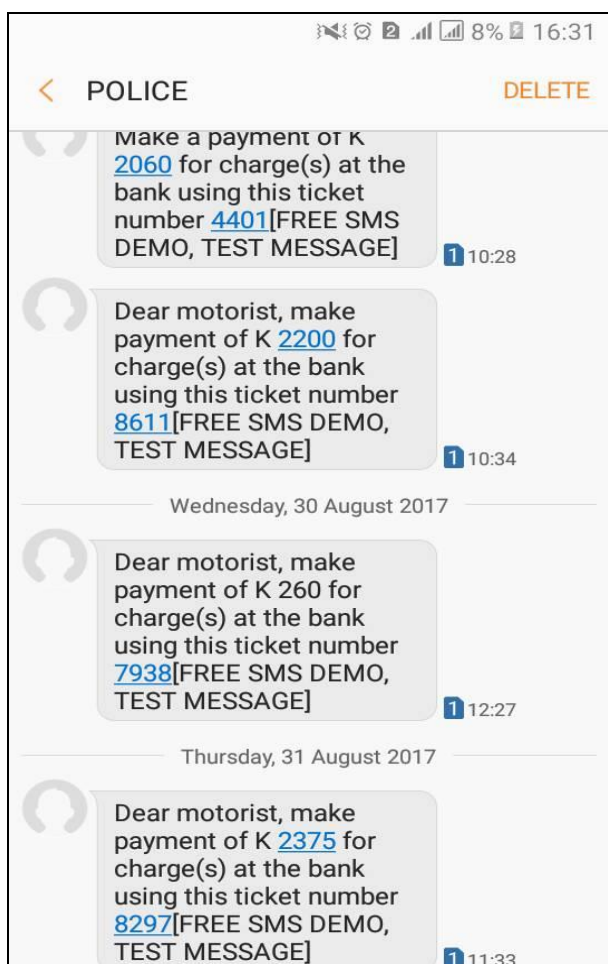 8% 16:31
POLICE DELETE
Make a payment of K
2060 for charge(s) at the
bank using this ticket
number 4401[FREE SMS
DEMO, TEST MESSAGE]
1 10:28
Dear motorist, make
payment of K 2200 for
charge(s) at the bank
using this ticket number
8611[FREE SMS DEMO,
TEST MESSAGE]
1 10:34
Wednesday, 30 August 2017
Dear motorist, make
payment of K 260 for
charge(s) at the bank
using this ticket number
7938[FREE SMS DEMO,
TEST MESSAGE]
1 12:27
Thursday, 31 August 2017
Dear motorist, make
payment of K 2375 for
charge(s) at the bank
using this ticket number
8297[FREE SMS DEMO,
TEST MESSAGE]
1 11:33